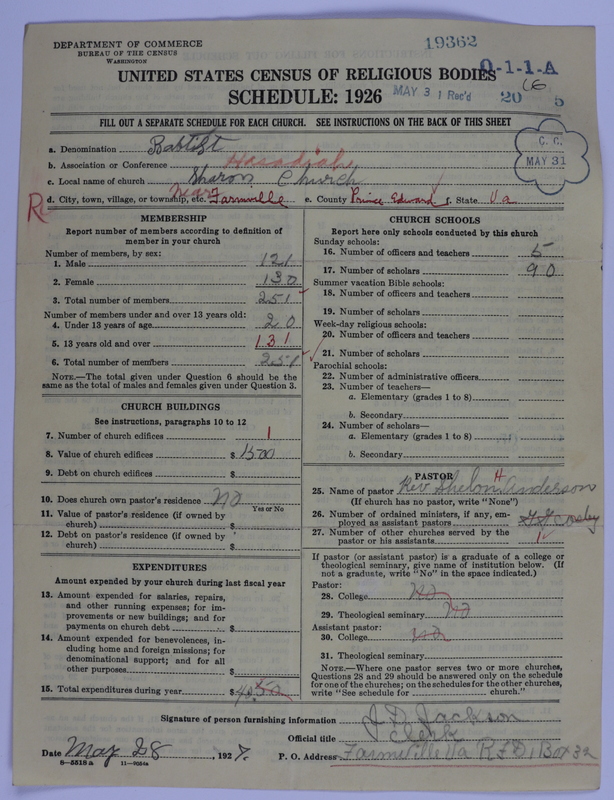 DEPARTMENT OF COMMERCE
BUREAU OF THE CENSUS
WASHINGTON
19362
O-1-1-A
UNITED STATES CENSUS OF RELIGIOUS BODIES
SCHEDULE: 1926
MAY 31 Rec'd
20 5
FILL OUT A SEPARATE SCHEDULE FOR EACH CHURCH. SEE INSTRUCTIONS ON THE BACK OF THIS SHEET
a. Denomination Babtist
b. Association or Conference Hasadiah
c. Local name of church Sharon Church
C. C.
MAY 31
d. City, town, village, or township, etc. Near Farmville e. County Prince Edward f. State Va
R
MEMBERSHIP
Report number of members according to definition of
member in your church
Number of members, by sex:
1. Male 121
2. Female 130
3. Total number of members 251
Number of members under and over 13 years old:
4. Under 13 years of age 20
5. 13 years old and over 131
6. Total number of members 251
NOTE.—The total given under Question 6 should be
the same as the total of males and females given under Question 3.
CHURCH BUILDINGS
See instructions, paragraphs 10 to 12
7. Number of church edifices 1
8. Value of church edifices $ 1500
9. Debt on church edifices $
10. Does church own pastor's residence no
Yes or No
11. Value of pastor's residence (if owned by
church) $
12. Debt on pastor's residence (if owned by
church) $
EXPENDITURES
Amount expended by your church during last fiscal year
13. Amount expended for salaries, repairs,
and other running expenses; for im-
provements or new buildings; and for
payments on church debt $
14. Amount expended for benevolences, in-
cluding home and foreign missions; for
denominational support; and for all
other purposes $
15. Total expenditures during year $
CHURCH SCHOOLS
Report here only schools conducted by this church
Sunday schools:
16. Number of officers and teachers 5
17. Number of scholars 90
Summer vacation Bible schools:
18. Number of officers and teachers
19. Number of scholars
Week-day religious schools:
20. Number of officers and teachers
21. Number of scholars
Parochial schools:
22. Number of administrative officers
23. Number of teachers—
a. Elementary (grades 1 to 8)
b. Secondary
24. Number of scholars—
a. Elementary (grades 1 to 8)
b. Secondary
PASTOR
25. Name of pastor Rev H Anderson
(If church has no pastor, write "None")
26. Number of ordained ministers, if any, em-
ployed as assistant pastors
27. Number of other churches served by the
pastor or his assistants 1
If pastor (or assistant pastor) is a graduate of a college or
theological seminary, give name of institution below. (If
not a graduate, write "No" in the space indicated.)
Pastor:
28. College no
29. Theological seminary no
Assistant pastor:
30. College no
31. Theological seminary
NOTE.—Where one pastor serves two or more churches,
Questions 28 and 29 should be answered only on the schedule
for one of the churches; on the schedules for the other churches,
write "See schedule for church."
Signature of person furnishing information J. D. Jackson
Official title Clerk
Date May 28, 1927. P. O. Address Farmville Va R F D 1 Box 32
8—5518 a